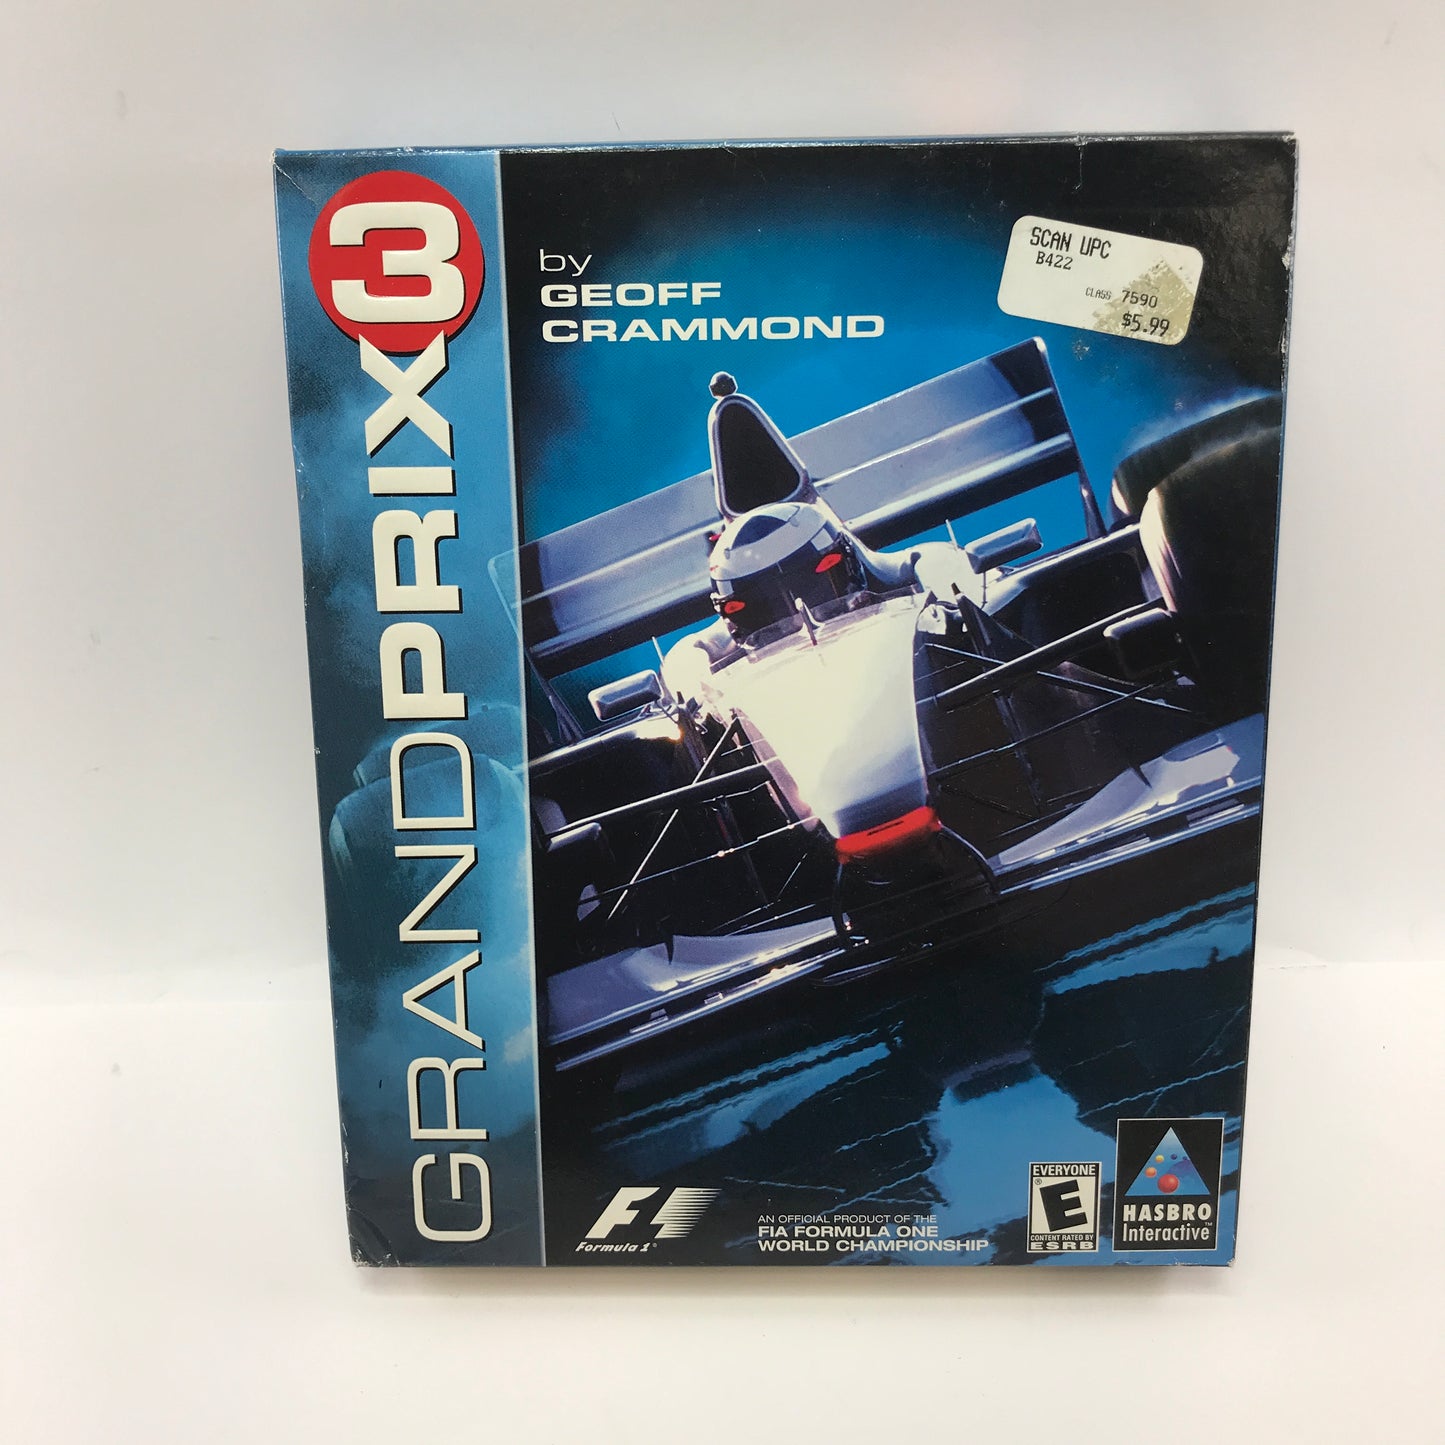 GRANDPRIX3
by
GEOFF
CRAMMOND
SCAN UPC
B422
CLASS 7590
$5.99
F1
Formula 1®
AN OFFICIAL PRODUCT OF THE
FIA FORMULA ONE
WORLD CHAMPIONSHIP
EVERYONE
E
®
CONTENT RATED BY
ESRB
HASBRO
Interactive™